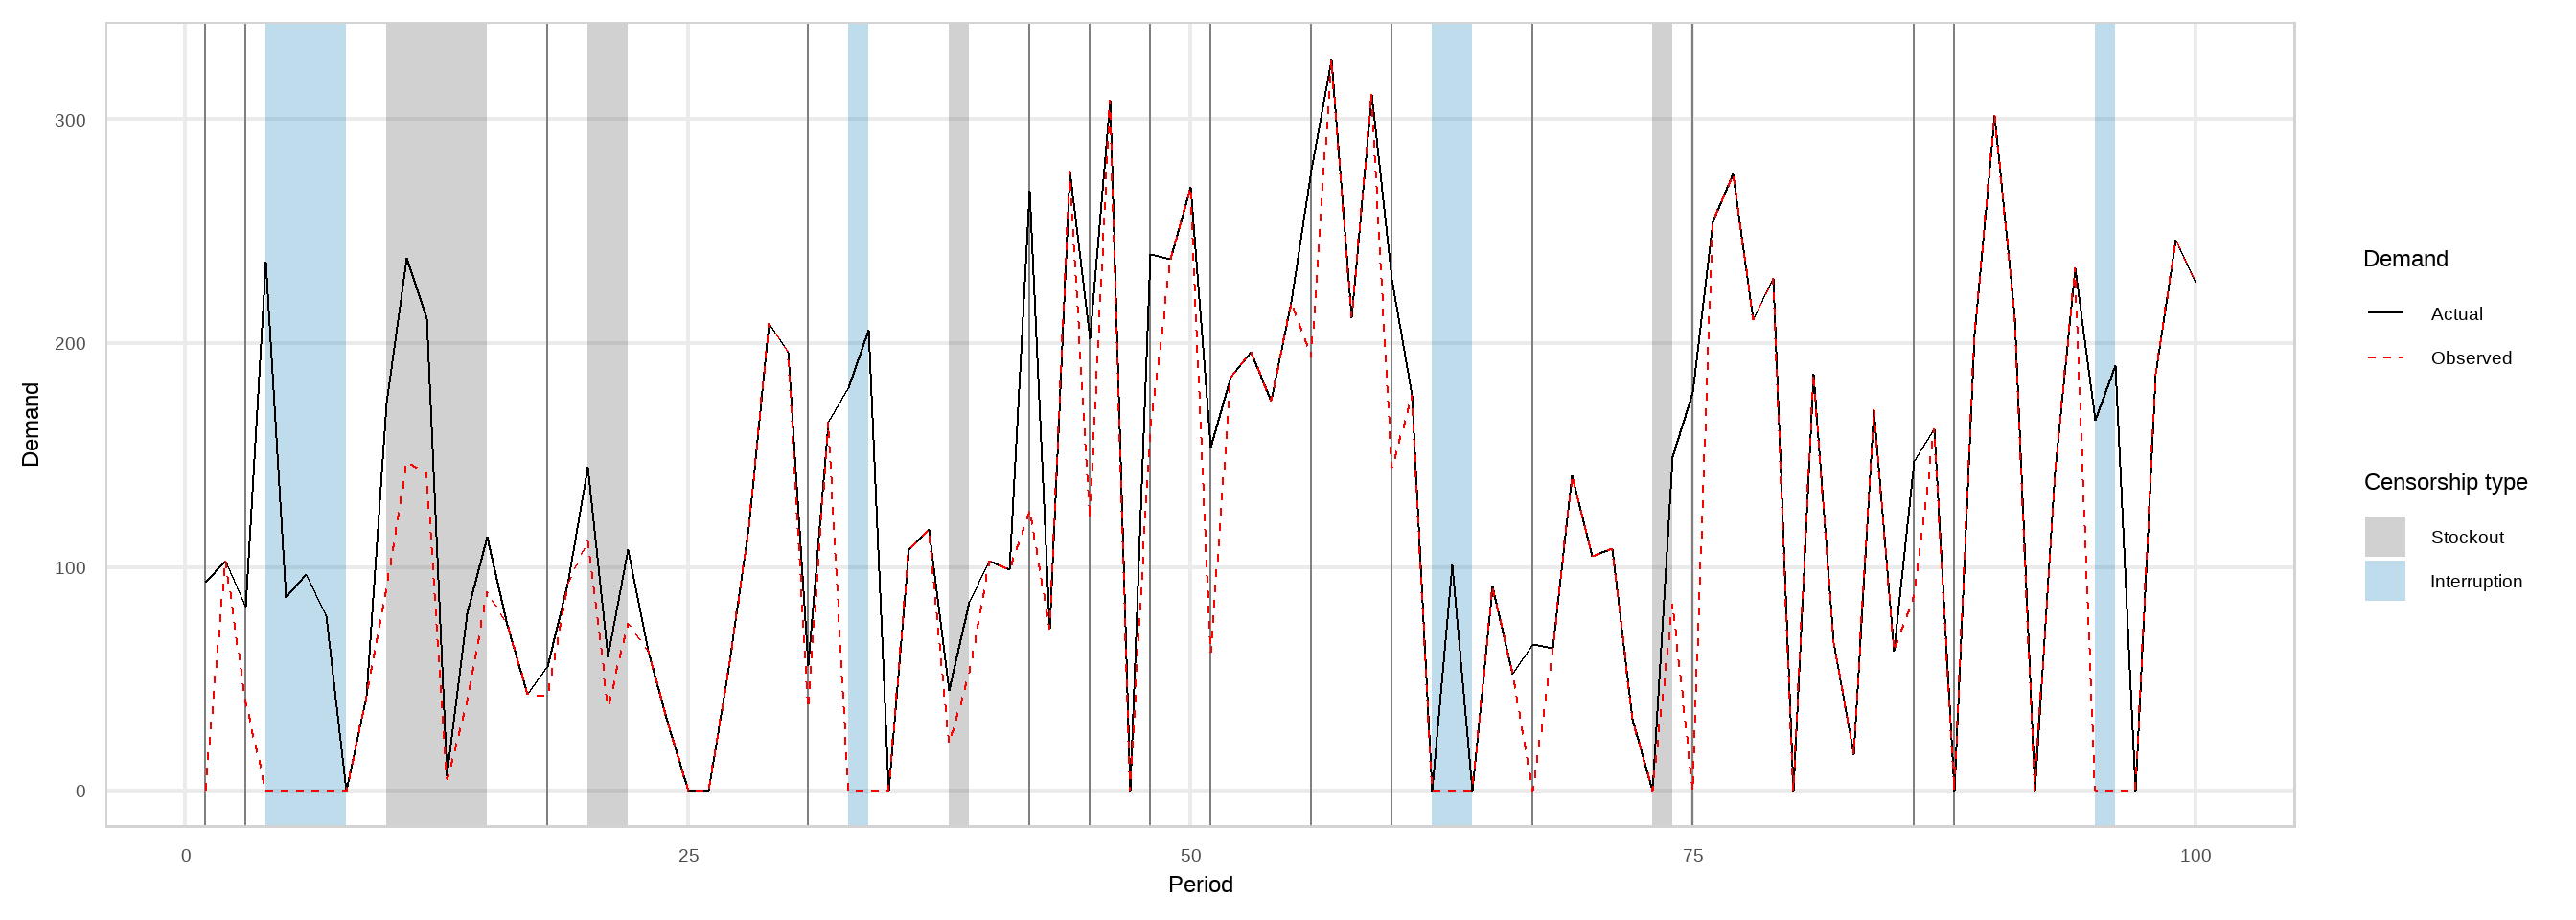 300
200
100
0
Demand
0
25
50
75
100
Period
Demand
Actual
Observed
Censorship type
Stockout
Interruption